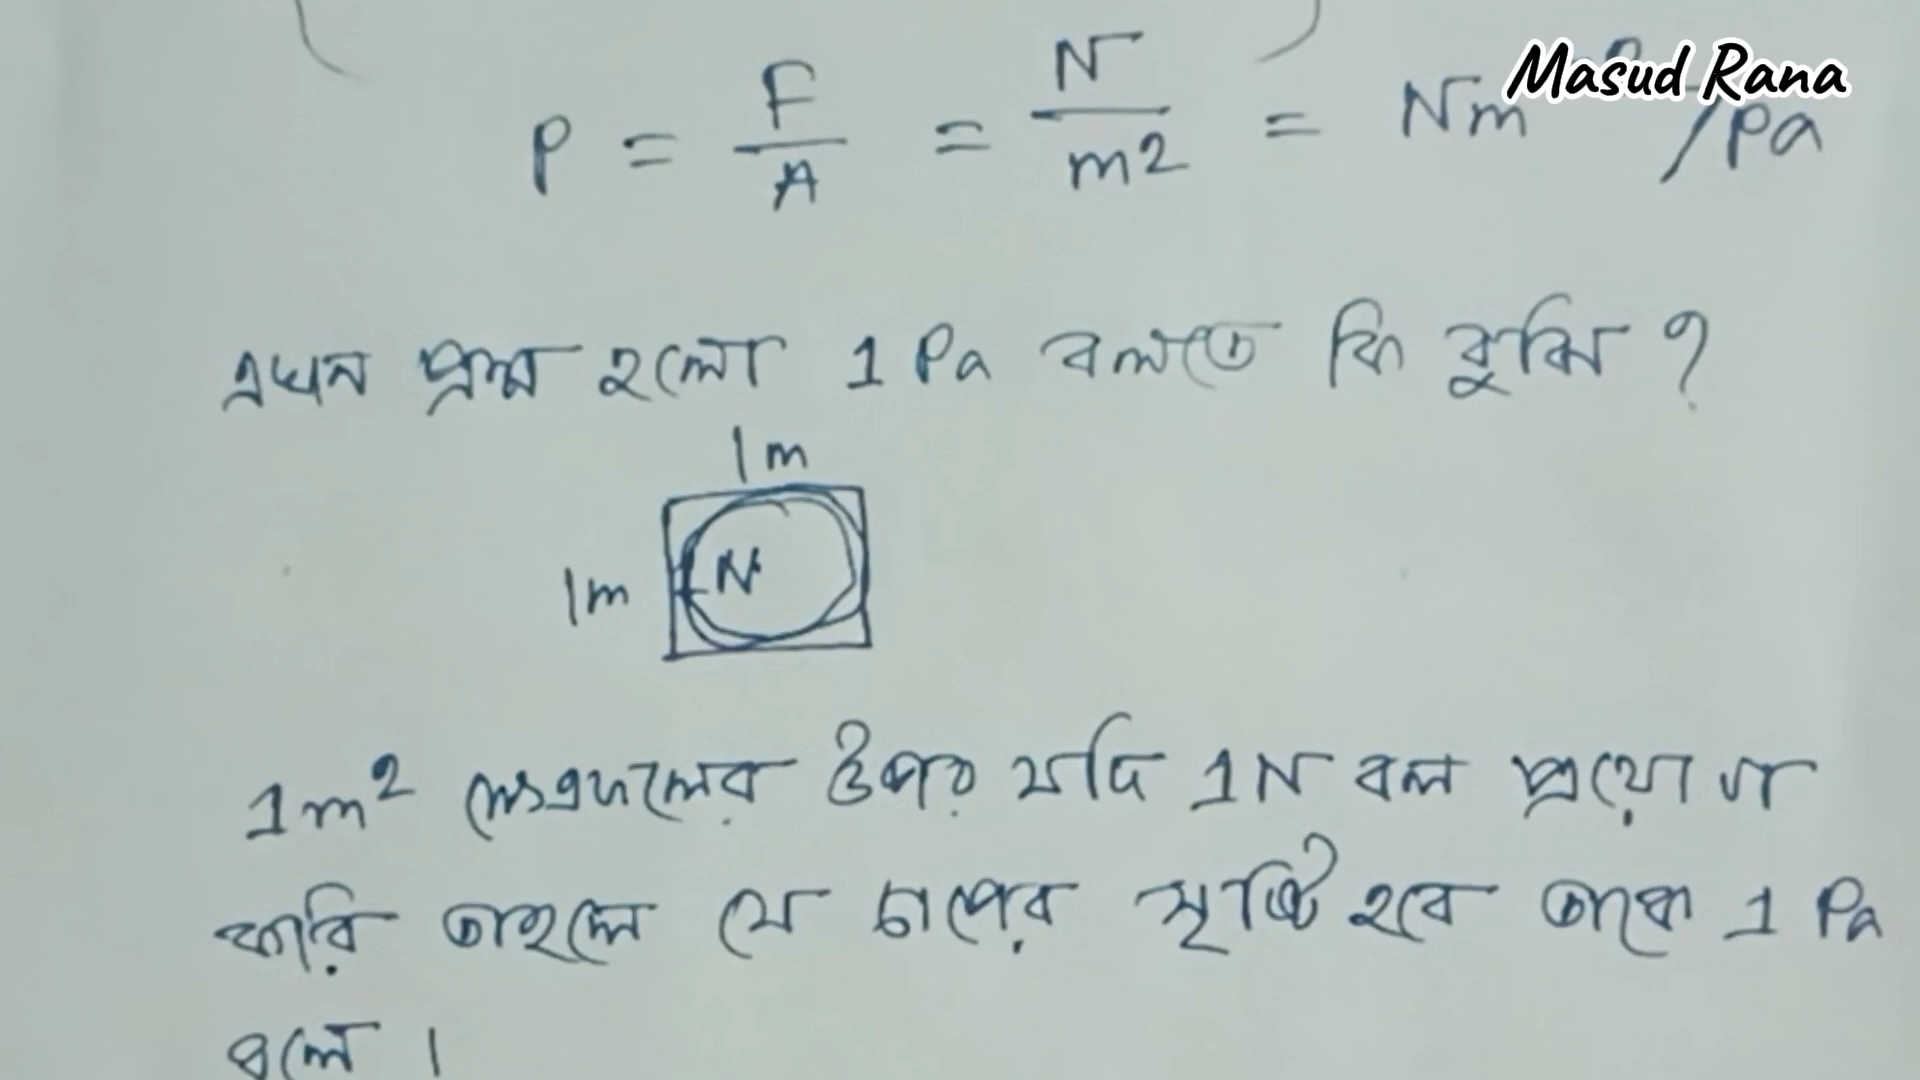 Masud Rana
P = F/A = N/m2 = Nm /Pa
এখন প্রশ্ন হলো 1 Pa বলতে কি বুঝি ?
1m
1m
N
1m² ক্ষেত্রফলের উপর যদি 1N বল প্রয়োগ
করি তাহলে যে চাপের সৃষ্টি হবে তাকে 1 Pa
বলে ।